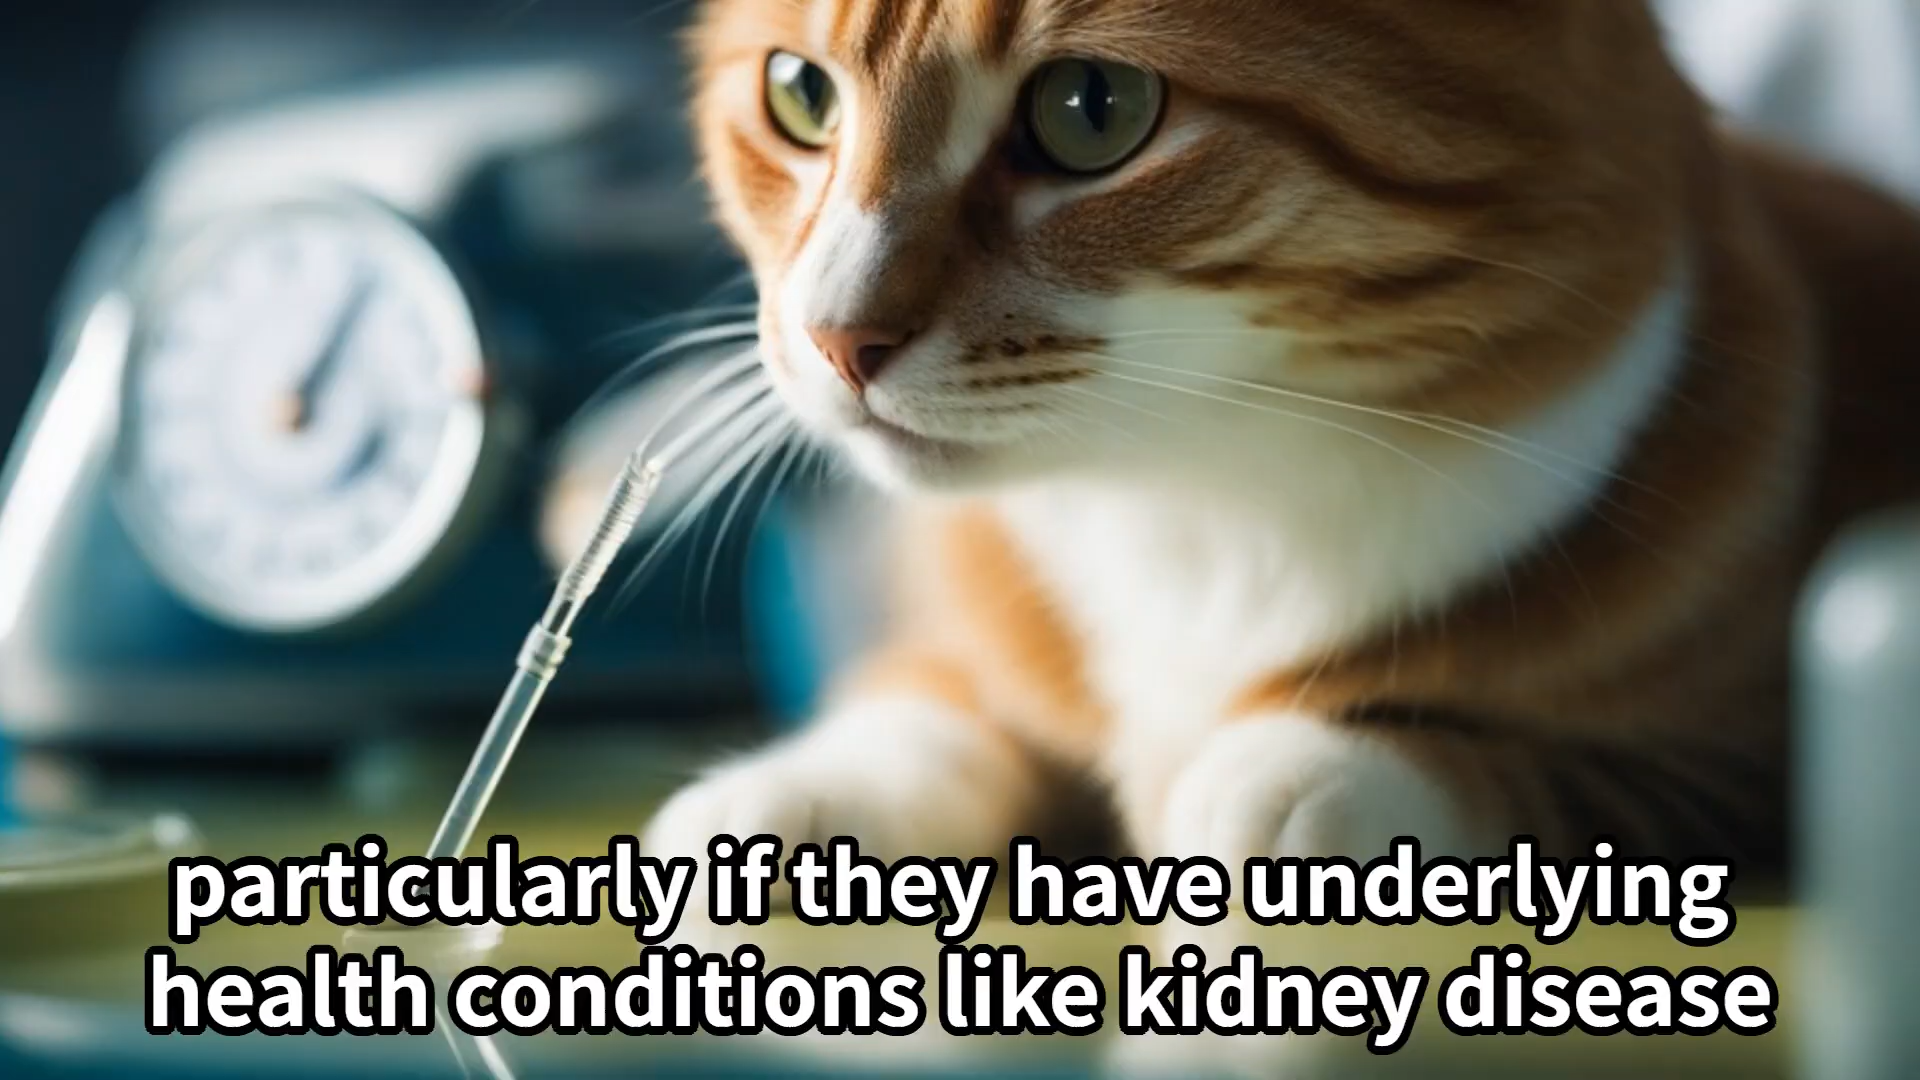 particularly if they have underlying
health conditions like kidney disease